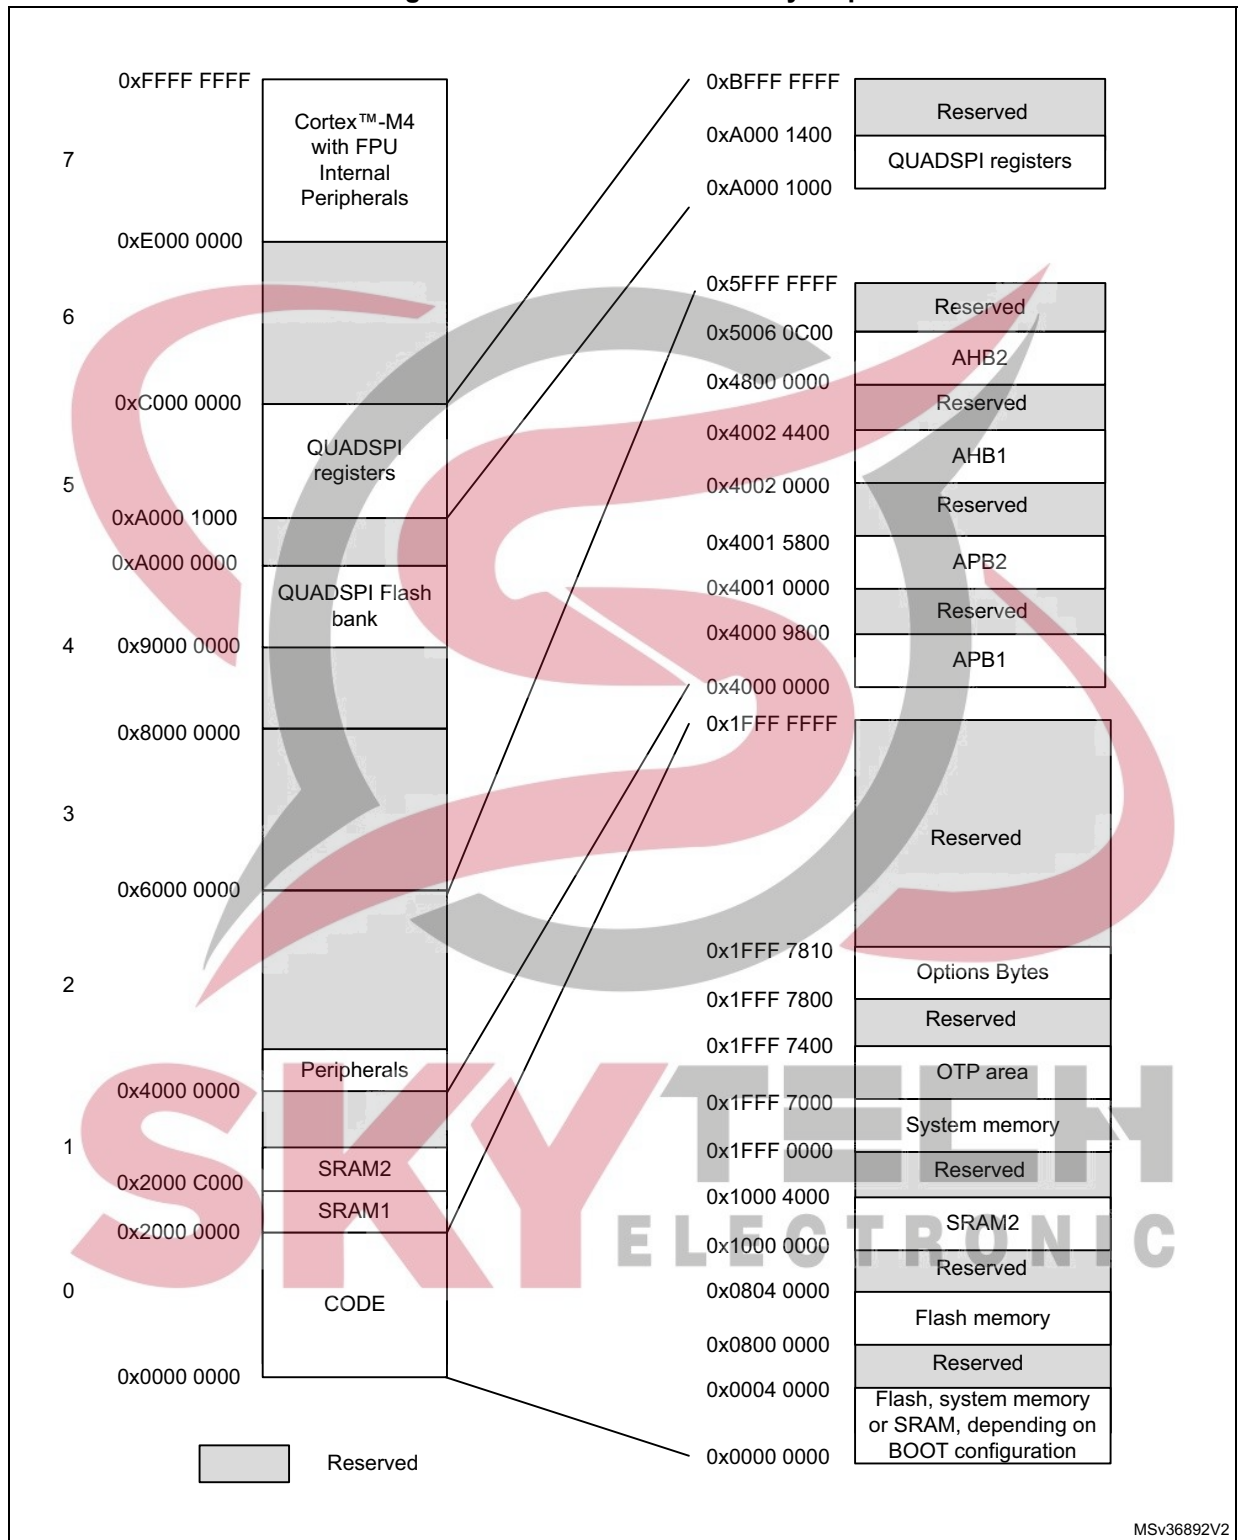 0xFFFF FFFF
Cortex™-M4
with FPU
Internal
Peripherals
7
0xE000 0000
6
0xC000 0000
QUADSPI
registers
5
0xA000 1000
0xA000 0000
QUADSPI Flash
bank
4
0x9000 0000
0x8000 0000
3
0x6000 0000
2
Peripherals
0x4000 0000
1
SRAM2
0x2000 C000
SRAM1
0x2000 0000
0
CODE
0x0000 0000
Reserved
0xBFFF FFFF
Reserved
0xA000 1400
QUADSPI registers
0xA000 1000
0x5FFF FFFF
Reserved
0x5006 0C00
AHB2
0x4800 0000
Reserved
0x4002 4400
AHB1
0x4002 0000
Reserved
0x4001 5800
APB2
0x4001 0000
Reserved
0x4000 9800
APB1
0x4000 0000
0x1FFF FFFF
Reserved
0x1FFF 7810
Options Bytes
0x1FFF 7800
Reserved
0x1FFF 7400
OTP area
0x1FFF 7000
System memory
0x1FFF 0000
Reserved
0x1000 4000
SRAM2
0x1000 0000
Reserved
0x0804 0000
Flash memory
0x0800 0000
Reserved
0x0004 0000
Flash, system memory
or SRAM, depending on
BOOT configuration
0x0000 0000
SKYTECH
ELECTRONIC
MSv36892V2